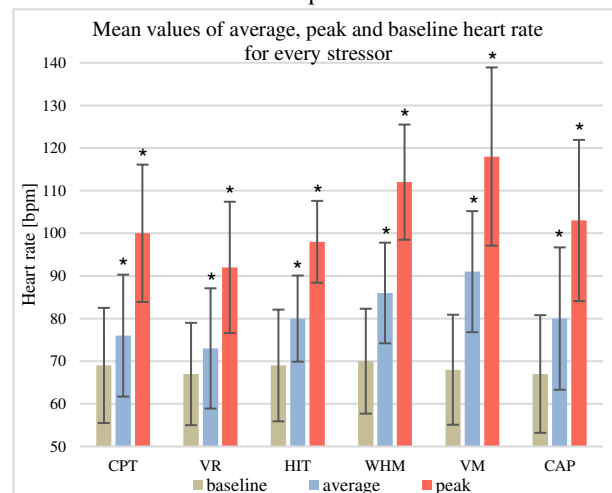 Mean values of average, peak and baseline heart rate
for every stressor
140
130
120
110
100
90
80
70
60
50
Heart rate [bpm]
* * * * * * * * * * * *
CPT VR HIT WHM VM CAP
baseline average peak